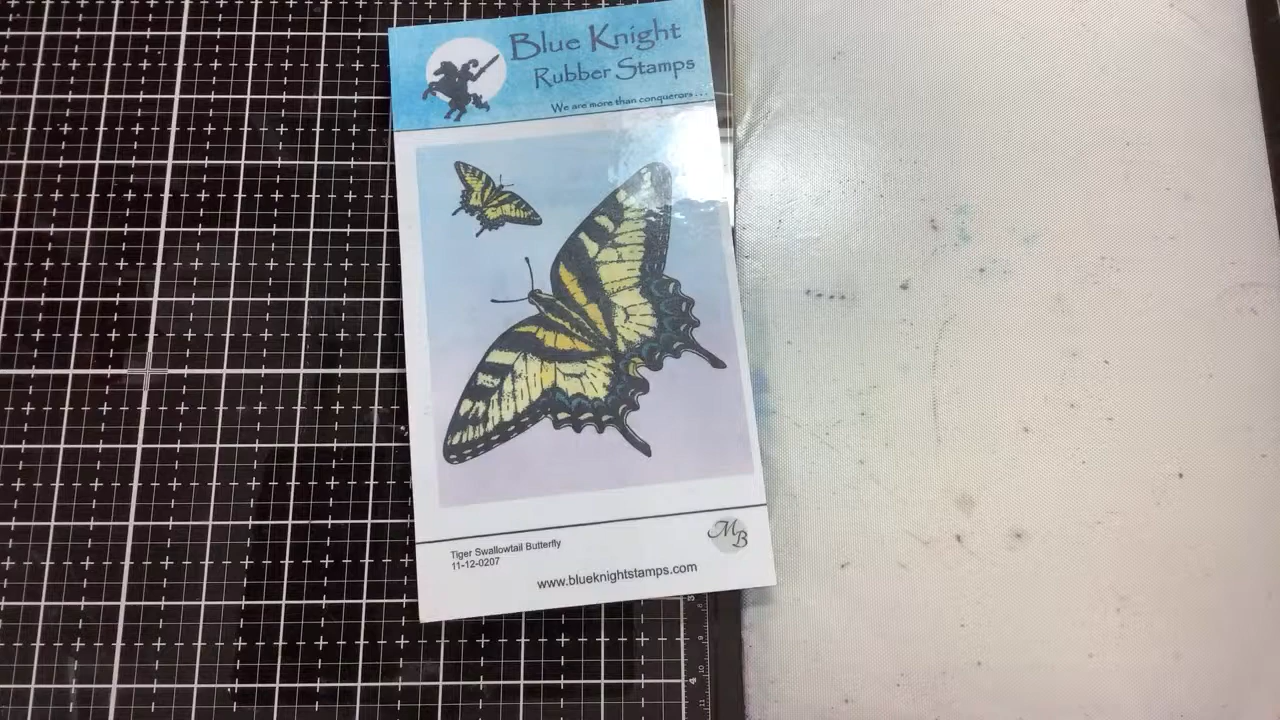 Blue Knight
Rubber Stamps
We are more than conquerors . . .
MB
Tiger Swallowtail Butterfly
11-12-0207
www.blueknightstamps.com
4